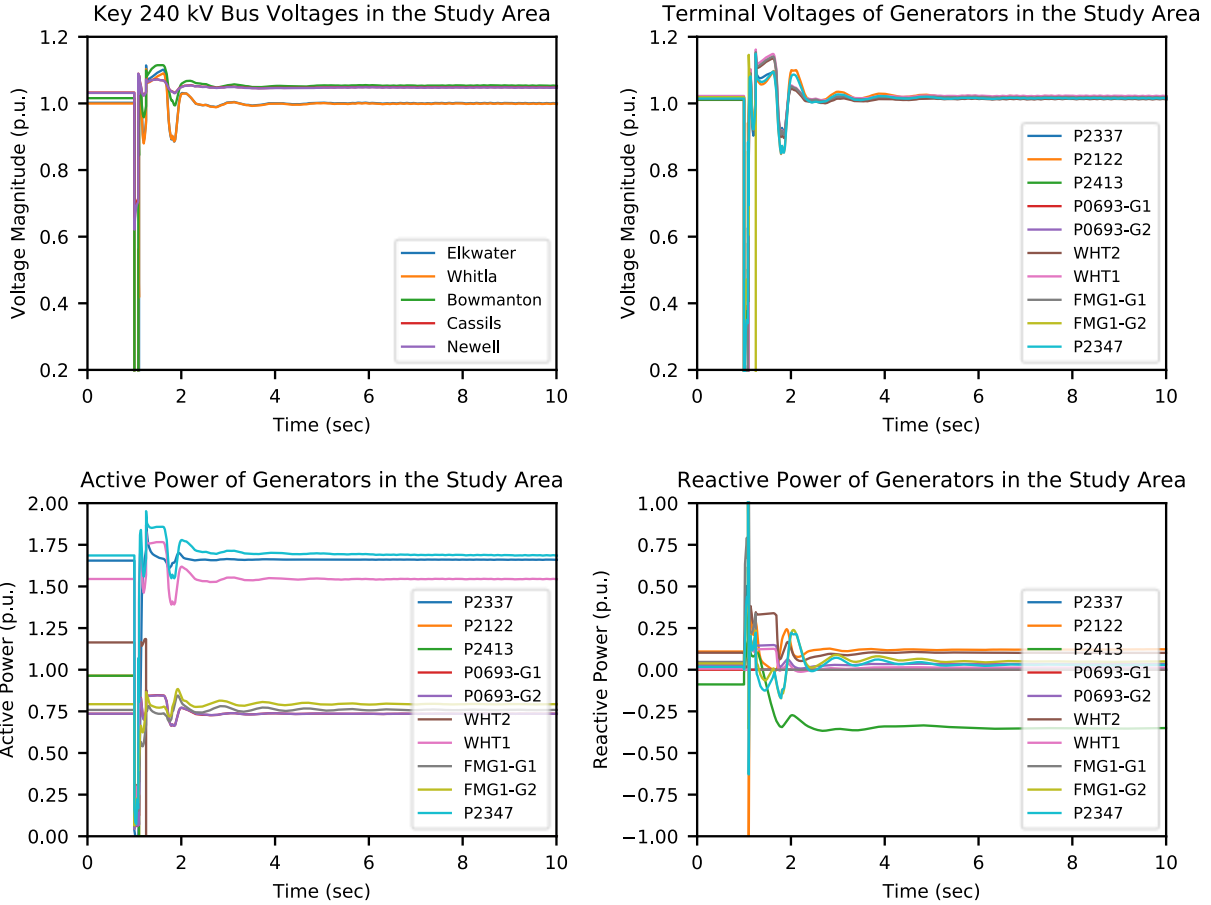 Key 240 kV Bus Voltages in the Study Area
Voltage Magnitude (p.u.)
1.2
1.0
0.8
0.6
0.4
0.2
0
2
4
6
8
10
Time (sec)
Elkwater
Whitla
Bowmanton
Cassils
Newell
Terminal Voltages of Generators in the Study Area
Voltage Magnitude (p.u.)
1.2
1.0
0.8
0.6
0.4
0.2
0
2
4
6
8
10
Time (sec)
P2337
P2122
P2413
P0693-G1
P0693-G2
WHT2
WHT1
FMG1-G1
FMG1-G2
P2347
Active Power of Generators in the Study Area
Active Power (p.u.)
2.00
1.75
1.50
1.25
1.00
0.75
0.50
0.25
0.00
0
2
4
6
8
10
Time (sec)
P2337
P2122
P2413
P0693-G1
P0693-G2
WHT2
WHT1
FMG1-G1
FMG1-G2
P2347
Reactive Power of Generators in the Study Area
Reactive Power (p.u.)
1.00
0.75
0.50
0.25
0.00
−0.25
−0.50
−0.75
−1.00
0
2
4
6
8
10
Time (sec)
P2337
P2122
P2413
P0693-G1
P0693-G2
WHT2
WHT1
FMG1-G1
FMG1-G2
P2347